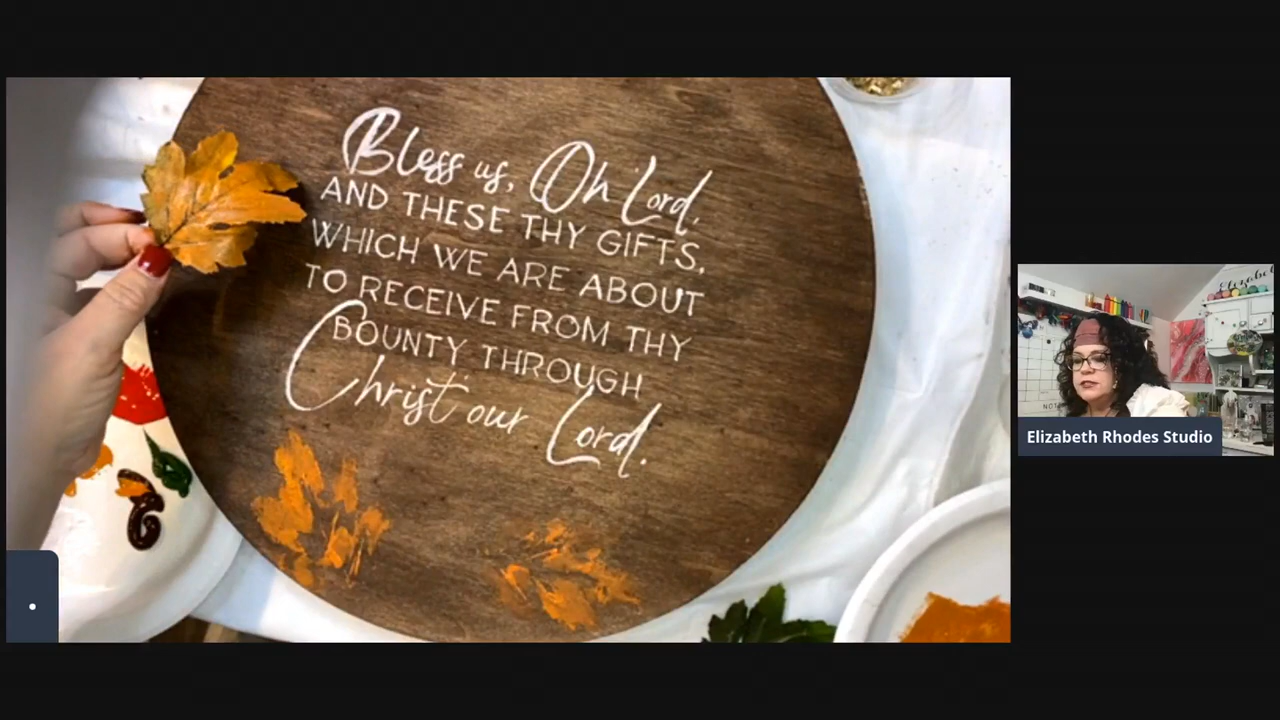 Bless us, Oh Lord,
AND THESE THY GIFTS,
WHICH WE ARE ABOUT
TO RECEIVE FROM THY
BOUNTY THROUGH
Christ our Lord.
Elizabeth Rhodes Studio